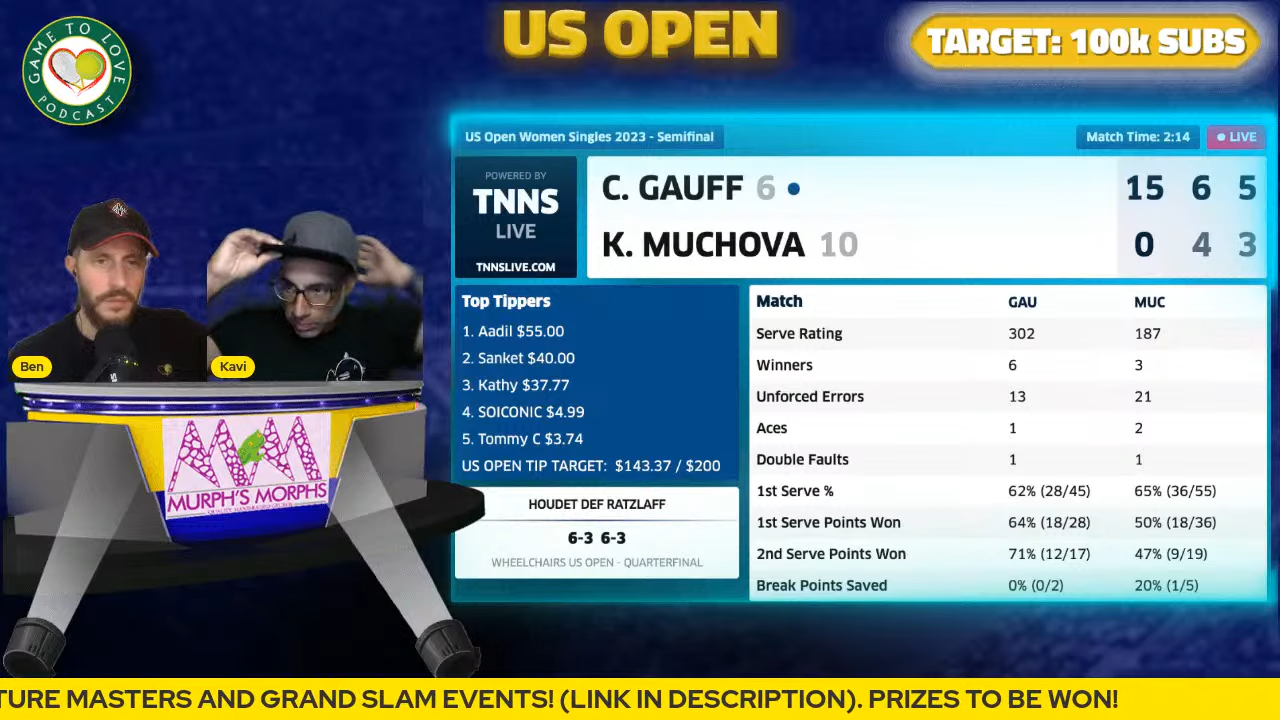 GAME TO LOVE PODCAST
US OPEN
TARGET: 100k SUBS
US Open Women Singles 2023 - Semifinal
Match Time: 2:14
LIVE
POWERED BY
TNNS
LIVE
TNNSLIVE.COM
C. GAUFF 6 15 6 5
K. MUCHOVA 10 0 4 3
Top Tippers
1. Aadil $55.00
2. Sanket $40.00
3. Kathy $37.77
4. SOICONIC $4.99
5. Tommy C $3.74
US OPEN TIP TARGET: $143.37 / $200
HOUDET DEF RATZLAFF
6-3 6-3
WHEELCHAIRS US OPEN - QUARTERFINAL
Match GAU MUC
Serve Rating 302 187
Winners 6 3
Unforced Errors 13 21
Aces 1 2
Double Faults 1 1
1st Serve % 62% (28/45) 65% (36/55)
1st Serve Points Won 64% (18/28) 50% (18/36)
2nd Serve Points Won 71% (12/17) 47% (9/19)
Break Points Saved 0% (0/2) 20% (1/5)
Ben
Kavi
MM
MURPH'S MORPHS
TURE MASTERS AND GRAND SLAM EVENTS! (LINK IN DESCRIPTION). PRIZES TO BE WON!